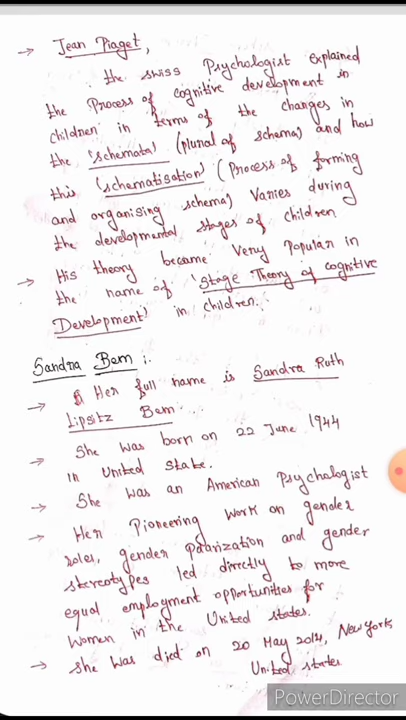 → Jean Piaget,
the swiss Psychologist explained
the Process of cognitive development in
children in terms of the changes in
the 'schemata' (plural of schema) and how
this 'schematisation' (Process of forming
and organising schema) varies during
the developmental stages of children
→ His theory became very Popular in
the name of 'Stage Theory of cognitive
Development' in children.
Sandra Bem :.
→ Her full name is Sandra Ruth
Lipsitz Bem.
→ She was born on 22 June 1944
in United State.
→ She was an American Psychologist
→ Her Pioneering work on gender
roles, gender Paarization and gender
stereotypes led directly to more
equal employment opportunities for
women in the United states.
→ She was died on 20 May 2014, New York
United states
PowerDirector